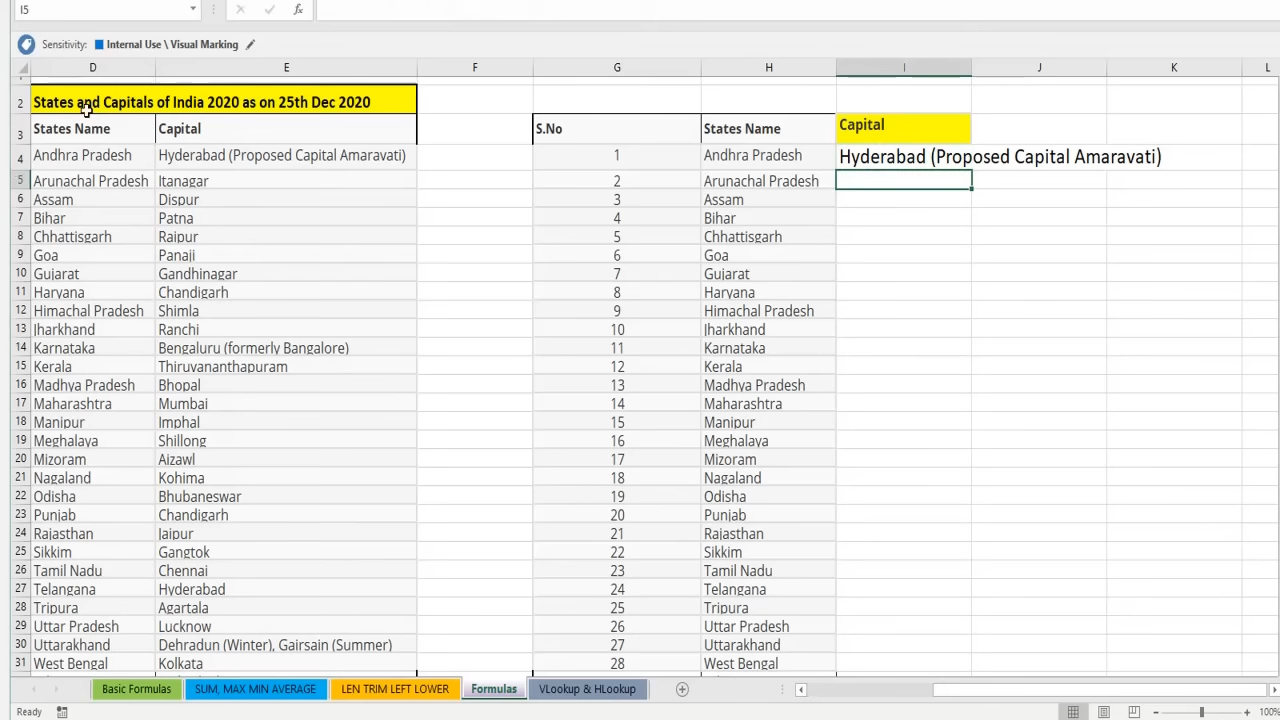 I5
fx
Sensitivity: Internal Use \ Visual Marking
D E F G H I J K L
2 States and Capitals of India 2020 as on 25th Dec 2020
3 States Name Capital S.No States Name Capital
4 Andhra Pradesh Hyderabad (Proposed Capital Amaravati) 1 Andhra Pradesh Hyderabad (Proposed Capital Amaravati)
5 Arunachal Pradesh Itanagar 2 Arunachal Pradesh
6 Assam Dispur 3 Assam
7 Bihar Patna 4 Bihar
8 Chhattisgarh Raipur 5 Chhattisgarh
9 Goa Panaji 6 Goa
10 Gujarat Gandhinagar 7 Gujarat
11 Haryana Chandigarh 8 Haryana
12 Himachal Pradesh Shimla 9 Himachal Pradesh
13 Jharkhand Ranchi 10 Jharkhand
14 Karnataka Bengaluru (formerly Bangalore) 11 Karnataka
15 Kerala Thiruvananthapuram 12 Kerala
16 Madhya Pradesh Bhopal 13 Madhya Pradesh
17 Maharashtra Mumbai 14 Maharashtra
18 Manipur Imphal 15 Manipur
19 Meghalaya Shillong 16 Meghalaya
20 Mizoram Aizawl 17 Mizoram
21 Nagaland Kohima 18 Nagaland
22 Odisha Bhubaneswar 19 Odisha
23 Punjab Chandigarh 20 Punjab
24 Rajasthan Jaipur 21 Rajasthan
25 Sikkim Gangtok 22 Sikkim
26 Tamil Nadu Chennai 23 Tamil Nadu
27 Telangana Hyderabad 24 Telangana
28 Tripura Agartala 25 Tripura
29 Uttar Pradesh Lucknow 26 Uttar Pradesh
30 Uttarakhand Dehradun (Winter), Gairsain (Summer) 27 Uttarakhand
31 West Bengal Kolkata 28 West Bengal
Basic Formulas SUM, MAX MIN AVERAGE LEN TRIM LEFT LOWER Formulas VLookup & HLookup
Ready 100%